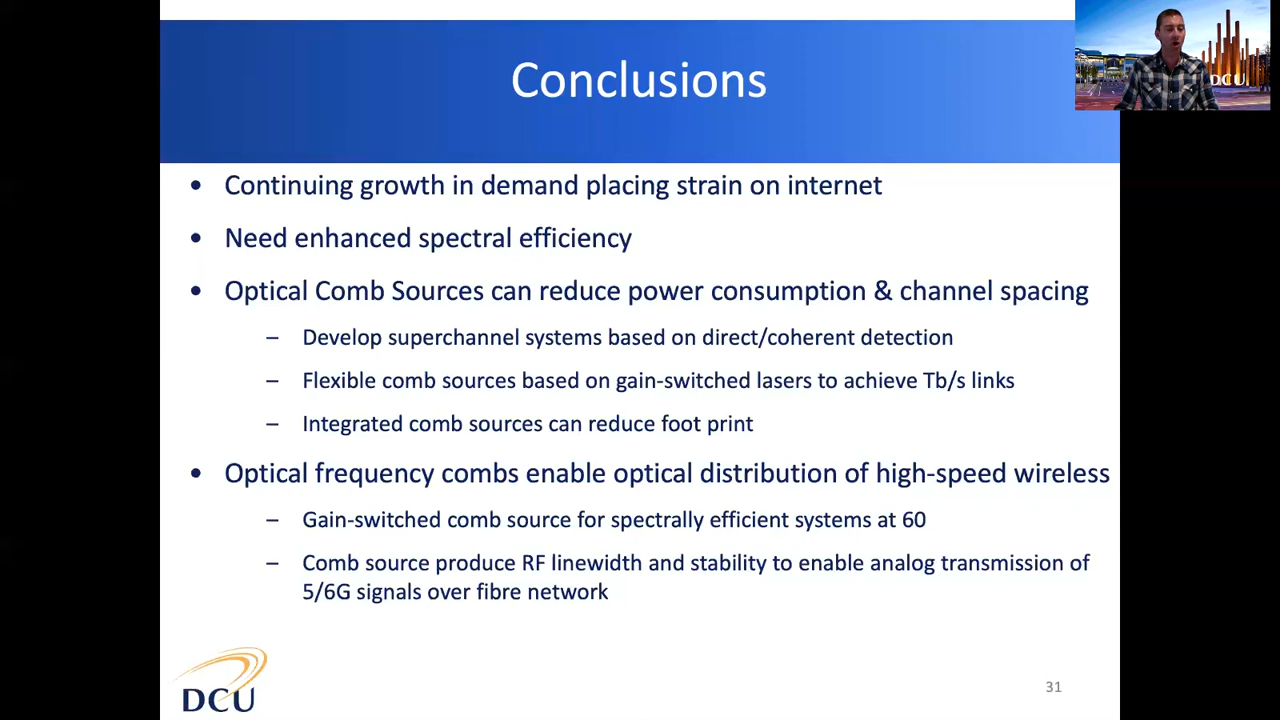 DCU
Conclusions
• Continuing growth in demand placing strain on internet
• Need enhanced spectral efficiency
• Optical Comb Sources can reduce power consumption & channel spacing
– Develop superchannel systems based on direct/coherent detection
– Flexible comb sources based on gain-switched lasers to achieve Tb/s links
– Integrated comb sources can reduce foot print
• Optical frequency combs enable optical distribution of high-speed wireless
– Gain-switched comb source for spectrally efficient systems at 60
– Comb source produce RF linewidth and stability to enable analog transmission of
5/6G signals over fibre network
DCU
31